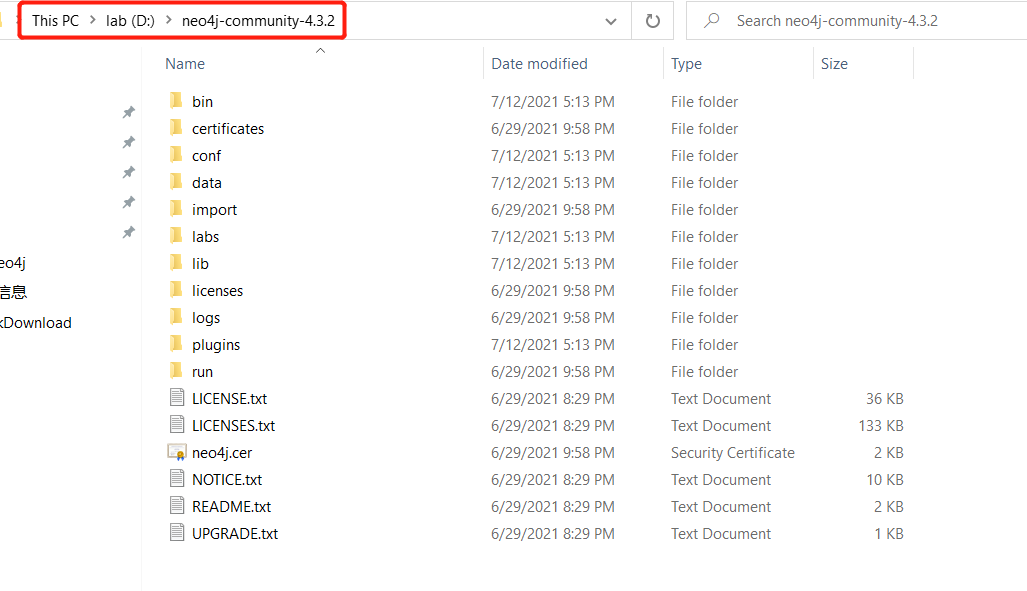 This PC > lab (D:) > neo4j-community-4.3.2
Search neo4j-community-4.3.2
Name Date modified Type Size
bin 7/12/2021 5:13 PM File folder
certificates 6/29/2021 9:58 PM File folder
conf 7/12/2021 5:13 PM File folder
data 7/12/2021 5:13 PM File folder
import 6/29/2021 9:58 PM File folder
labs 7/12/2021 5:13 PM File folder
lib 7/12/2021 5:13 PM File folder
licenses 6/29/2021 9:58 PM File folder
logs 6/29/2021 9:58 PM File folder
plugins 7/12/2021 5:13 PM File folder
run 6/29/2021 9:58 PM File folder
LICENSE.txt 6/29/2021 8:29 PM Text Document 36 KB
LICENSES.txt 6/29/2021 8:29 PM Text Document 133 KB
neo4j.cer 6/29/2021 9:58 PM Security Certificate 2 KB
NOTICE.txt 6/29/2021 8:29 PM Text Document 10 KB
README.txt 6/29/2021 8:29 PM Text Document 2 KB
UPGRADE.txt 6/29/2021 8:29 PM Text Document 1 KB
eo4j
信息
kDownload